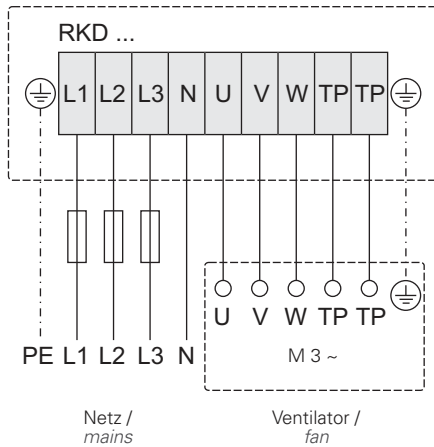 RKD ...
L1 L2 L3 N U V W TP TP
U V W TP TP
M 3 ~
PE L1 L2 L3 N
Netz /
mains
Ventilator /
fan